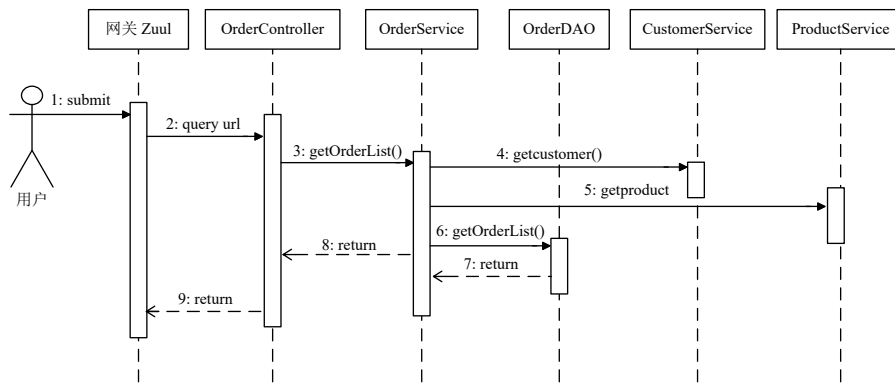 网关 Zuul
OrderController
OrderService
OrderDAO
CustomerService
ProductService
1: submit
2: query url
3: getOrderList()
4: getcustomer()
5: getproduct
用户
6: getOrderList()
8: return
7: return
9: return